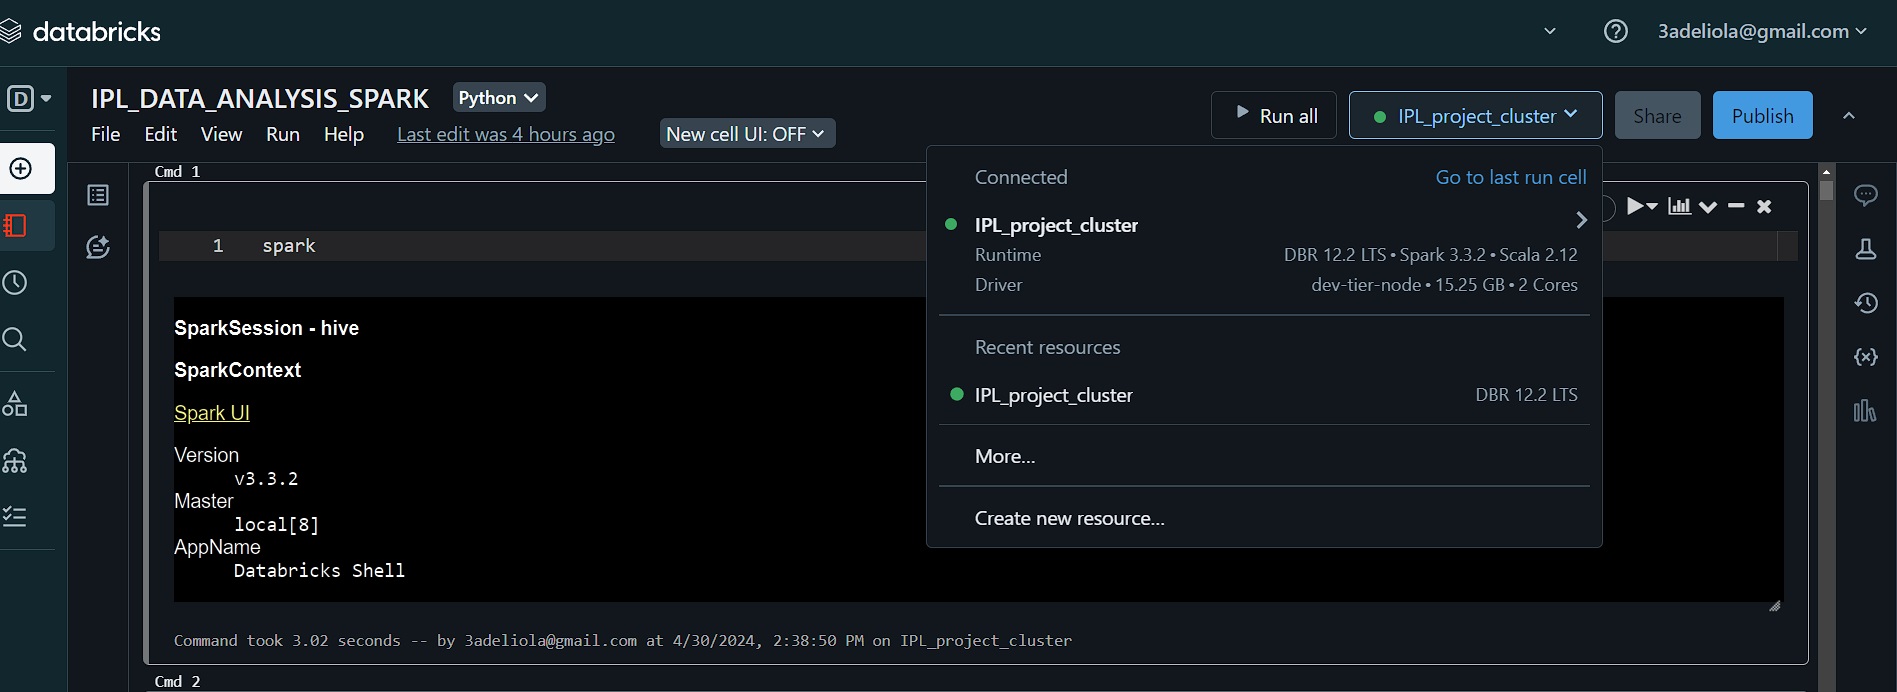 databricks
3adeliola@gmail.com
D
IPL_DATA_ANALYSIS_SPARK Python
File Edit View Run Help Last edit was 4 hours ago New cell UI: OFF
Run all IPL_project_cluster Share Publish
Cmd 1
1 spark
SparkSession - hive
SparkContext
Spark UI
Version
v3.3.2
Master
local[8]
AppName
Databricks Shell
Command took 3.02 seconds -- by 3adeliola@gmail.com at 4/30/2024, 2:38:50 PM on IPL_project_cluster
Cmd 2
Connected Go to last run cell
IPL_project_cluster
Runtime DBR 12.2 LTS • Spark 3.3.2 • Scala 2.12
Driver dev-tier-node • 15.25 GB • 2 Cores
Recent resources
IPL_project_cluster DBR 12.2 LTS
More...
Create new resource...